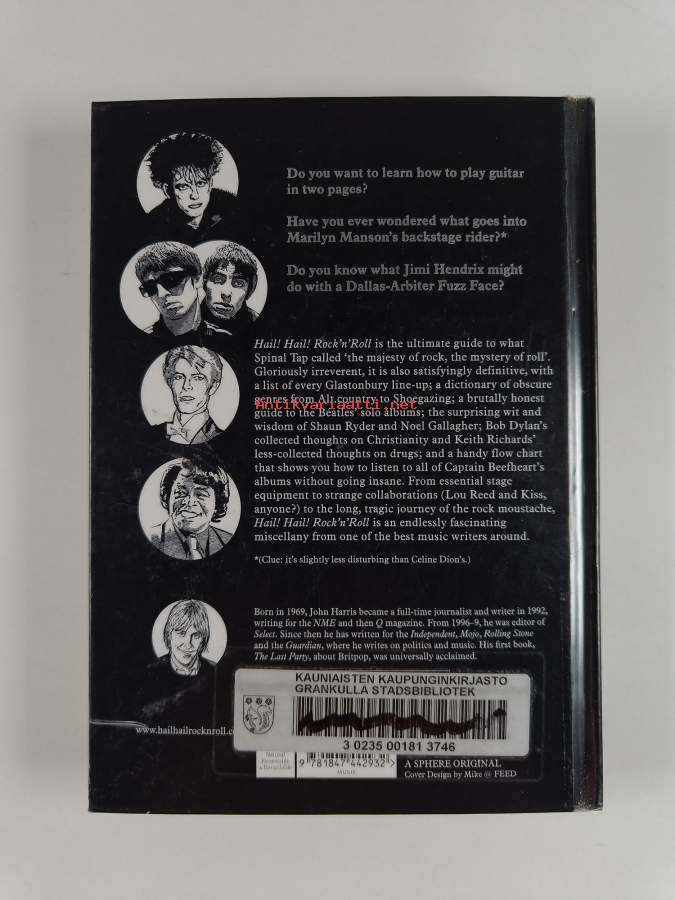 Do you want to learn how to play guitar
in two pages?
Have you ever wondered what goes into
Marilyn Manson's backstage rider?*
Do you know what Jimi Hendrix might
do with a Dallas-Arbiter Fuzz Face?
Hail! Hail! Rock'n'Roll is the ultimate guide to what
Spinal Tap called 'the majesty of rock, the mystery of roll'.
Gloriously irreverent, it is also satisfyingly definitive, with
a list of every Glastonbury line-up; a dictionary of obscure
genres from Alt.country to Shoegazing; a brutally honest
Antikvariaatti.net
guide to the Beatles' solo albums; the surprising wit and
wisdom of Shaun Ryder and Noel Gallagher; Bob Dylan's
collected thoughts on Christianity and Keith Richards'
less-collected thoughts on drugs; and a handy flow chart
that shows you how to listen to all of Captain Beefheart's
albums without going insane. From essential stage
equipment to strange collaborations (Lou Reed and Kiss,
anyone?) to the long, tragic journey of the rock moustache,
Hail! Hail! Rock'n'Roll is an endlessly fascinating
miscellany from one of the best music writers around.
*(Clue: it's slightly less disturbing than Celine Dion's.)
Born in 1969, John Harris became a full-time journalist and writer in 1992,
writing for the NME and then Q magazine. From 1996–9, he was editor of
Select. Since then he has written for the Independent, Mojo, Rolling Stone
and the Guardian, where he writes on politics and music. His first book,
The Last Party, about Britpop, was universally acclaimed.
KAUNIAISTEN KAUPUNGINKIRJASTO
GRANKULLA STADSBIBLIOTEK
www.hailhailrocknroll.c
3 0235 00181 3746
9 781847 442932
MUSIC
A SPHERE ORIGINAL
Cover Design by Mike @ FEED